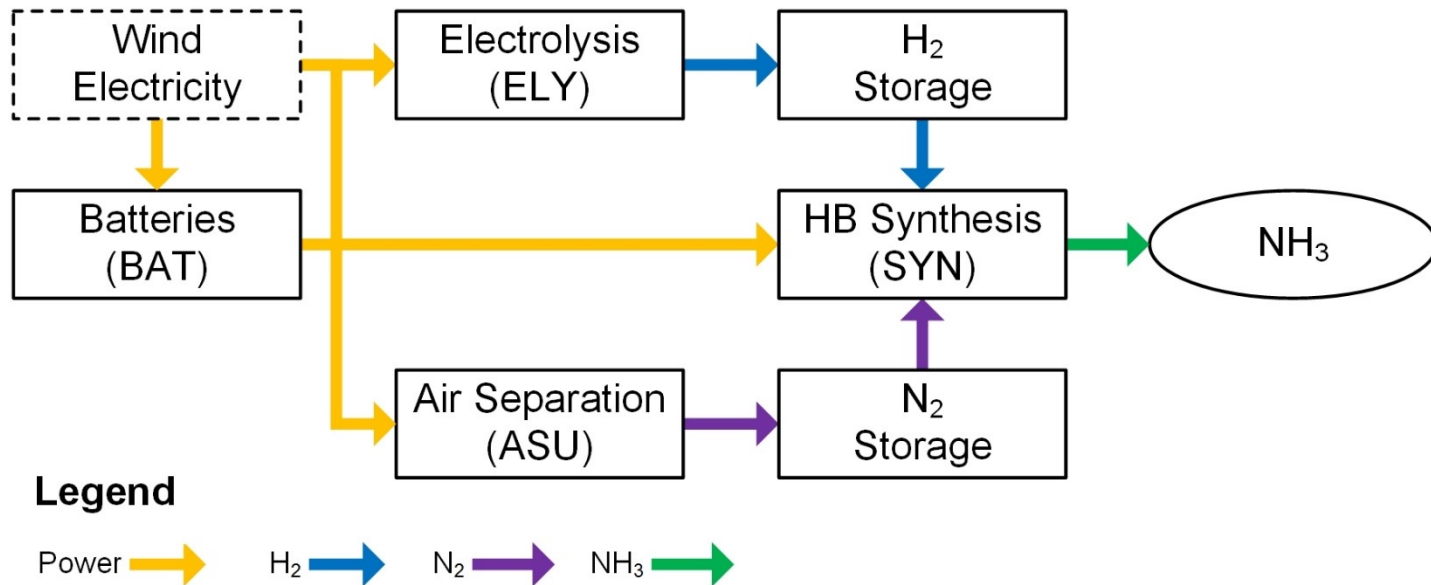 Wind
Electricity
Electrolysis
(ELY)
H₂
Storage
Batteries
(BAT)
HB Synthesis
(SYN)
NH₃
Air Separation
(ASU)
N₂
Storage
Legend
Power
H₂
N₂
NH₃